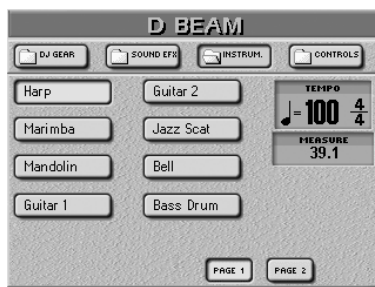 D BEAM
DJ GEAR SOUND EFX INSTRUM. CONTROLS
Harp Guitar 2
Marimba Jazz Scat
Mandolin Bell
Guitar 1 Bass Drum
TEMPO
♩=100 4/4
MEASURE
39.1
PAGE 1 PAGE 2